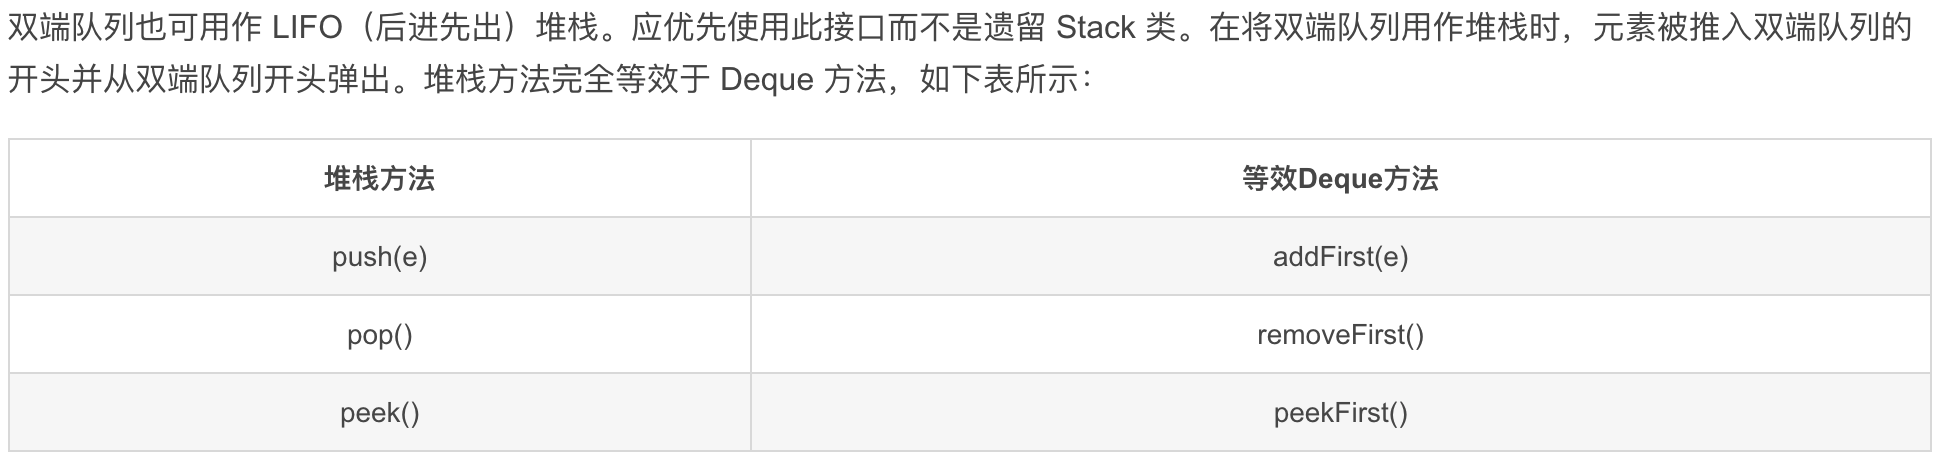 双端队列也可用作 LIFO（后进先出）堆栈。应优先使用此接口而不是遗留 Stack 类。在将双端队列用作堆栈时，元素被推入双端队列的
开头并从双端队列开头弹出。堆栈方法完全等效于 Deque 方法，如下表所示：
堆栈方法 等效Deque方法
push(e) addFirst(e)
pop() removeFirst()
peek() peekFirst()